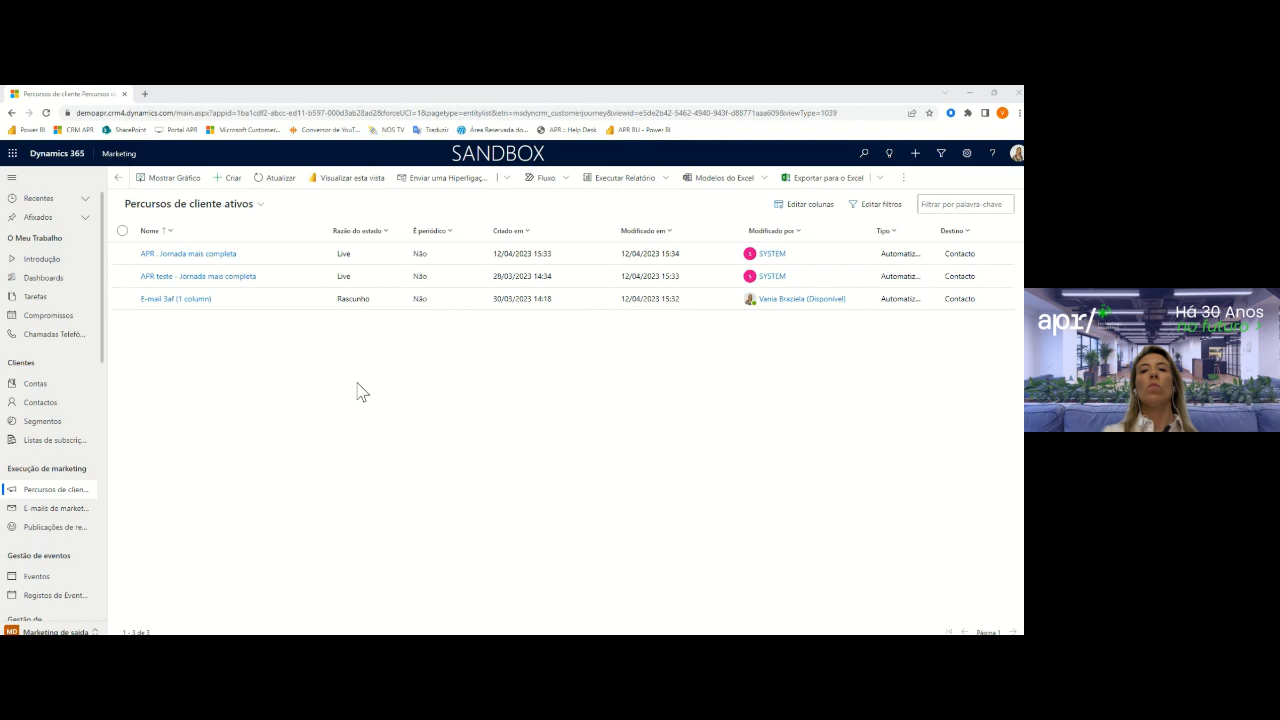 Percursos de cliente Percursos d
demoapr.crm4.dynamics.com/main.aspx?appid=1ba1cdf2-abcc-ed11-b597-000d3ab28ad2&forceUCI=1&pagetype=entitylist&etn=msdyncrm_customerjourney&viewid=e5de2b42-5462-4940-943f-d88771aaa609&viewType=1039
Power BI CRM APR SharePoint Portal APR Microsoft Customer... Conversor de YouT... NOS TV Traduzir Área Reservada do... APR :: Help Desk APR BU - Power BI
Dynamics 365 Marketing SANDBOX
Mostrar Gráfico Criar Atualizar Visualizar esta vista Enviar uma Hiperligaç... Fluxo Executar Relatório Modelos do Excel Exportar para o Excel
Recentes
Afixados
O Meu Trabalho
Introdução
Dashboards
Tarefas
Compromissos
Chamadas Telefó...
Clientes
Contas
Contactos
Segmentos
Listas de subscriç...
Execução de marketing
Percursos de clien...
E-mails de market...
Publicações de re...
Gestão de eventos
Eventos
Registos de Event...
Gestão de
MD Marketing de saída
Percursos de cliente ativos Editar colunas Editar filtros Filtrar por palavra-chave
Nome Razão do estado É periódico Criado em Modificado em Modificado por Tipo Destino
APR . Jornada mais completa Live Não 12/04/2023 15:33 12/04/2023 15:34 S SYSTEM Automatiz... Contacto
APR teste - Jornada mais completa Live Não 28/03/2023 14:34 12/04/2023 15:33 S SYSTEM Automatiz... Contacto
E-mail 3af (1 column) Rascunho Não 30/03/2023 14:18 12/04/2023 15:32 Vania Braziela (Disponível) Automatiz... Contacto
1 - 3 de 3 Página 1
apr/
Há 30 Anos
no futuro